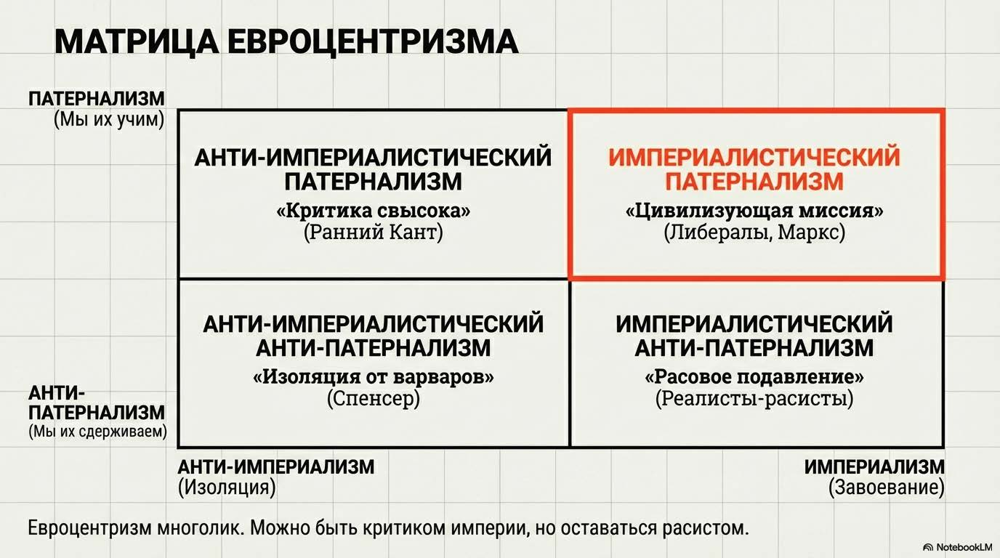 МАТРИЦА ЕВРОЦЕНТРИЗМА
ПАТЕРНАЛИЗМ
(Мы их учим)
АНТИ-ИМПЕРИАЛИСТИЧЕСКИЙ
ПАТЕРНАЛИЗМ
«Критика свысока»
(Ранний Кант)
ИМПЕРИАЛИСТИЧЕСКИЙ
ПАТЕРНАЛИЗМ
«Цивилизующая миссия»
(Либералы, Маркс)
АНТИ-ИМПЕРИАЛИСТИЧЕСКИЙ
АНТИ-ПАТЕРНАЛИЗМ
«Изоляция от варваров»
(Спенсер)
ИМПЕРИАЛИСТИЧЕСКИЙ
АНТИ-ПАТЕРНАЛИЗМ
«Расовое подавление»
(Реалисты-расисты)
АНТИ-
ПАТЕРНАЛИЗМ
(Мы их сдерживаем)
АНТИ-ИМПЕРИАЛИЗМ
(Изоляция)
ИМПЕРИАЛИЗМ
(Завоевание)
Евроцентризм многолик. Можно быть критиком империи, но оставаться расистом.
NotebookLM